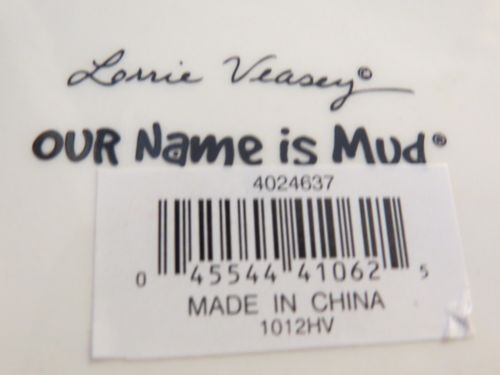 Lorrie Veasey©
OUR Name is Mud®
4024637
0 45544 41062 5
MADE IN CHINA
1012HV